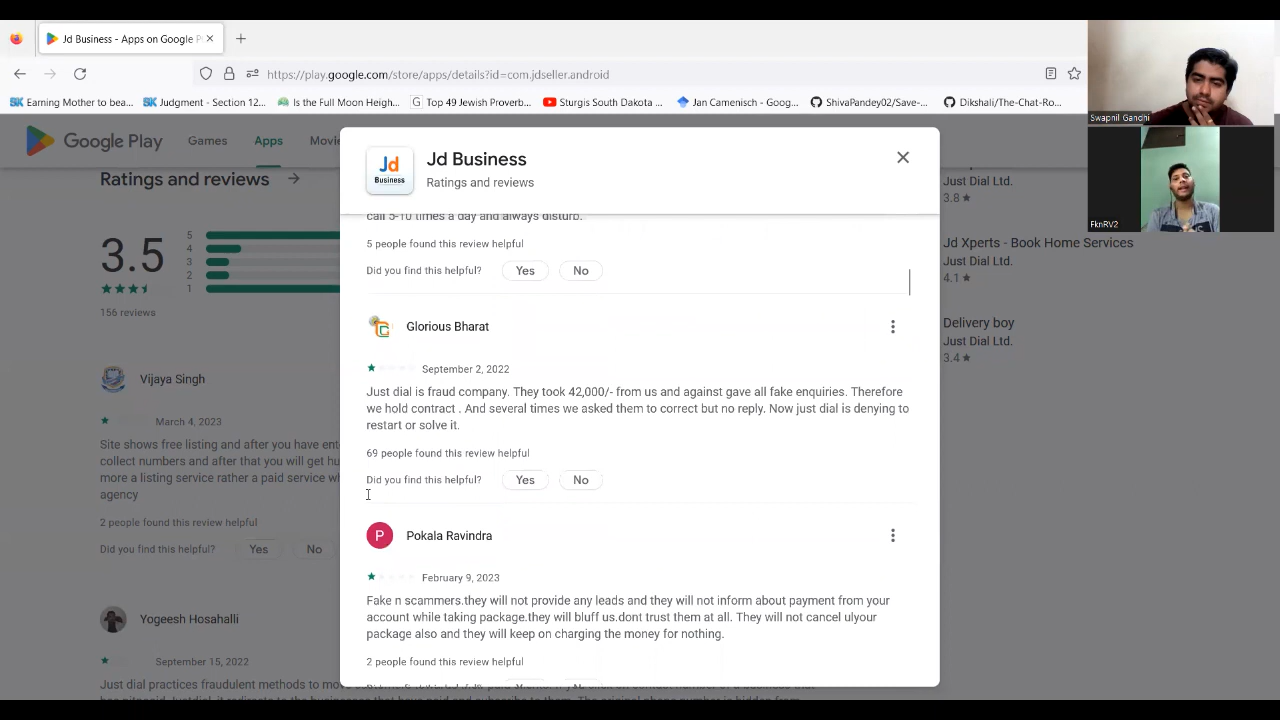 Jd Business - Apps on Google P
https://play.google.com/store/apps/details?id=com.jdseller.android
Earning Mother to bea...
Judgment - Section 12...
Is the Full Moon Heigh...
Top 49 Jewish Proverb...
Sturgis South Dakota ...
Jan Camenisch - Goog...
ShivaPandey02/Save-...
Dikshali/The-Chat-Ro...
Swapnil Gandhi
FknRV2
Google Play
Games
Apps
Movi
Ratings and reviews
3.5
5
4
3
2
1
156 reviews
Vijaya Singh
March 4, 2023
Site shows free listing and after you have ent
collect numbers and after that you will get hu
more a listing service rather a paid service wh
agency
2 people found this review helpful
Did you find this helpful?
Yes
No
Yogeesh Hosahalli
September 15, 2022
Just dial practices fraudulent methods to move
Jd
Business
Jd Business
Ratings and reviews
call 5-10 times a day and always disturb.
5 people found this review helpful
Did you find this helpful?
Yes
No
Glorious Bharat
September 2, 2022
Just dial is fraud company. They took 42,000/- from us and against gave all fake enquiries. Therefore
we hold contract . And several times we asked them to correct but no reply. Now just dial is denying to
restart or solve it.
69 people found this review helpful
Did you find this helpful?
Yes
No
P
Pokala Ravindra
February 9, 2023
Fake n scammers.they will not provide any leads and they will not inform about payment from your
account while taking package.they will bluff us.dont trust them at all. They will not cancel ulyour
package also and they will keep on charging the money for nothing.
2 people found this review helpful
Just Dial Ltd.
3.8
Jd Xperts - Book Home Services
Just Dial Ltd.
4.1
Delivery boy
Just Dial Ltd.
3.4